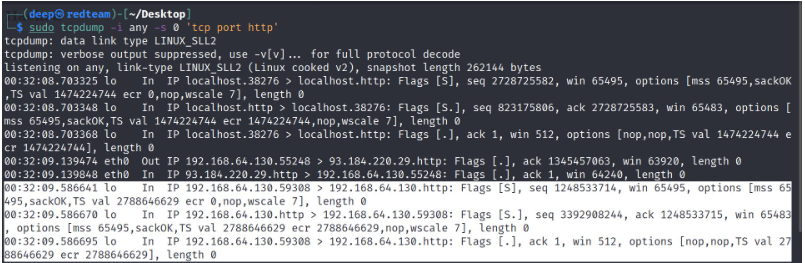 (deep㉿redteam)-[~/Desktop]
$ sudo tcpdump -i any -s 0 'tcp port http'
tcpdump: data link type LINUX_SLL2
tcpdump: verbose output suppressed, use -v[v]... for full protocol decode
listening on any, link-type LINUX_SLL2 (Linux cooked v2), snapshot length 262144 bytes
00:32:08.703325 lo    In  IP localhost.38276 > localhost.http: Flags [S], seq 2728725582, win 65495, options [mss 65495,sackOK
,TS val 1474224744 ecr 0,nop,wscale 7], length 0
00:32:08.703348 lo    In  IP localhost.http > localhost.38276: Flags [S.], seq 823175806, ack 2728725583, win 65483, options [
mss 65495,sackOK,TS val 1474224744 ecr 1474224744,nop,wscale 7], length 0
00:32:08.703368 lo    In  IP localhost.38276 > localhost.http: Flags [.], ack 1, win 512, options [nop,nop,TS val 1474224744 e
cr 1474224744], length 0
00:32:09.139474 eth0  Out IP 192.168.64.130.55248 > 93.184.220.29.http: Flags [.], ack 1345457063, win 63920, length 0
00:32:09.139848 eth0  In  IP 93.184.220.29.http > 192.168.64.130.55248: Flags [.], ack 1, win 64240, length 0
00:32:09.586641 lo    In  IP 192.168.64.130.59308 > 192.168.64.130.http: Flags [S], seq 1248533714, win 65495, options [mss 65
495,sackOK,TS val 2788646629 ecr 0,nop,wscale 7], length 0
00:32:09.586670 lo    In  IP 192.168.64.130.http > 192.168.64.130.59308: Flags [S.], seq 3392908244, ack 1248533715, win 65483
, options [mss 65495,sackOK,TS val 2788646629 ecr 2788646629,nop,wscale 7], length 0
00:32:09.586695 lo    In  IP 192.168.64.130.59308 > 192.168.64.130.http: Flags [.], ack 1, win 512, options [nop,nop,TS val 27
88646629 ecr 2788646629], length 0